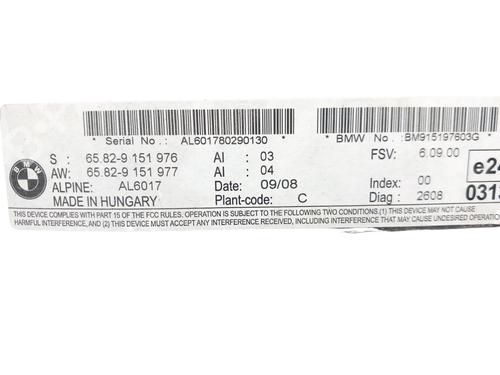 * Serial No .: AL601780290130 * * BMW No .: BM915197603G *
S : 65.82-9 151 976 AI : 03 FSV: 6.09.00
AW: 65.82-9 151 977 AI : 04
ALPINE: AL6017 Date: 09/08 Index: 00
MADE IN HUNGARY Plant-code: C Diag : 2608
BMW
e24
0313
THIS DEVICE COMPLIES WITH PART 15 OF THE FCC RULES. OPERATION IS SUBJECT TO THE FOLLOWING TWO CONDITIONS.(1) THIS DEVICE MAY NOT CAUSE
HARMFUL INTERFERENCE, AND (2) THIS DEVICE MUST ACCEPT ANY INTERFERENCE RECEIVED, INCLUDING INTERFERENCE THAT MAY CAUSE UNDESIRED OPERATION